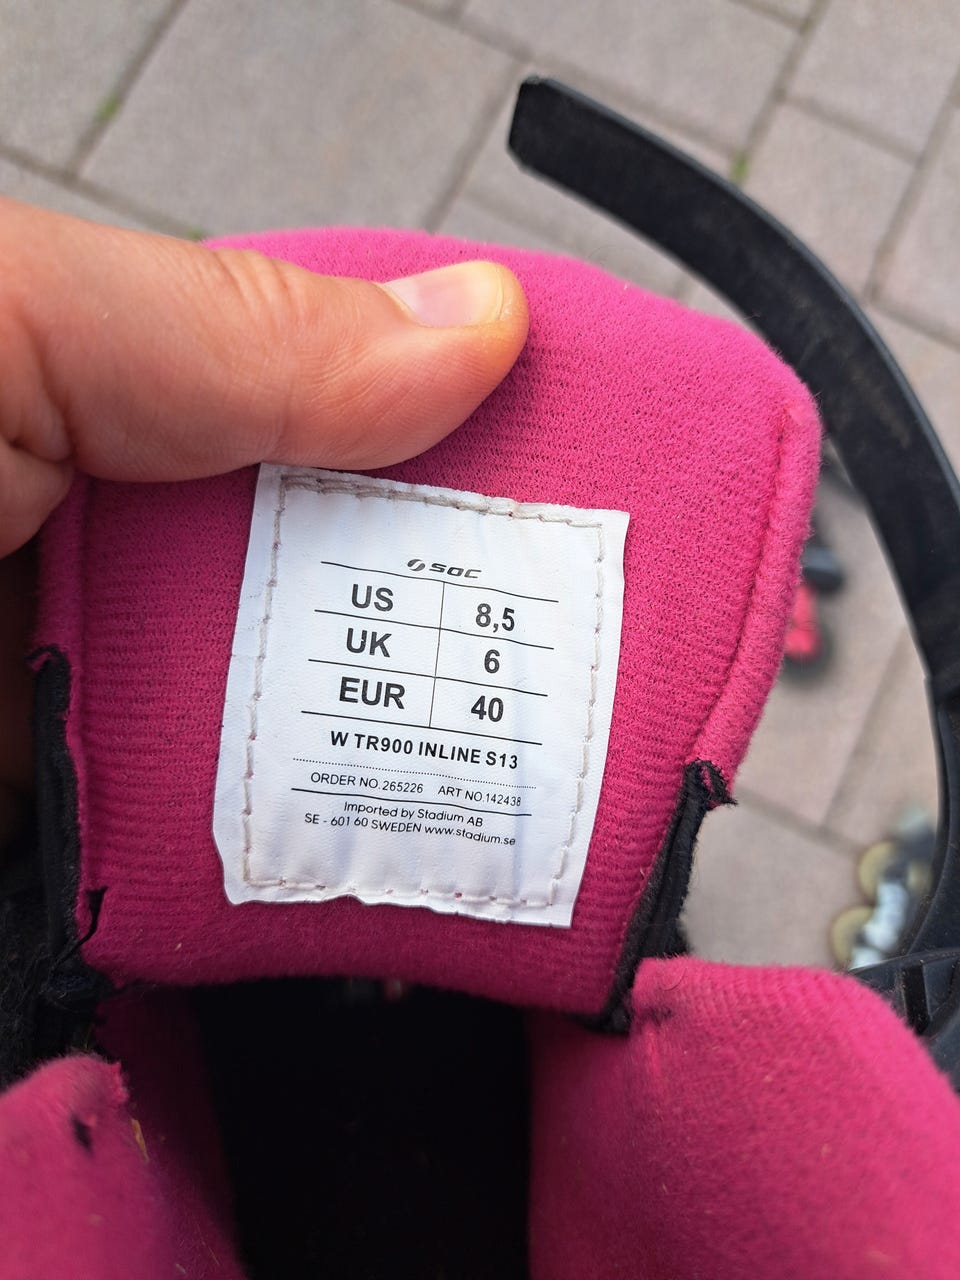 SOC
US 8,5
UK 6
EUR 40
W TR900 INLINE S13
ORDER NO.265226 ART NO.142438
Imported by Stadium AB
SE - 601 60 SWEDEN www.stadium.se